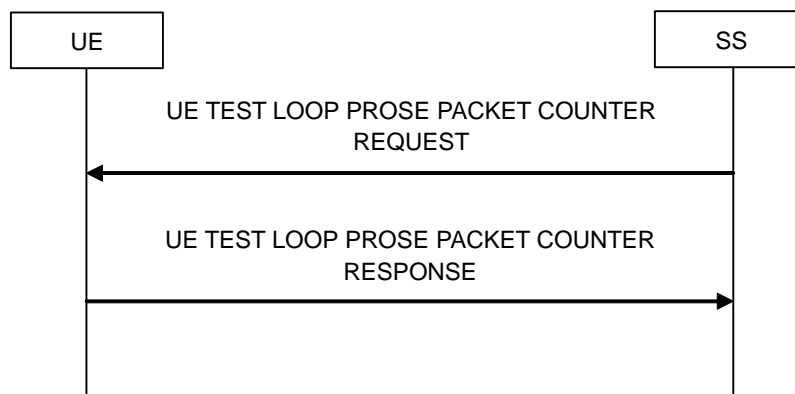 UE
SS
UE TEST LOOP PROSE PACKET COUNTER
REQUEST
UE TEST LOOP PROSE PACKET COUNTER
RESPONSE